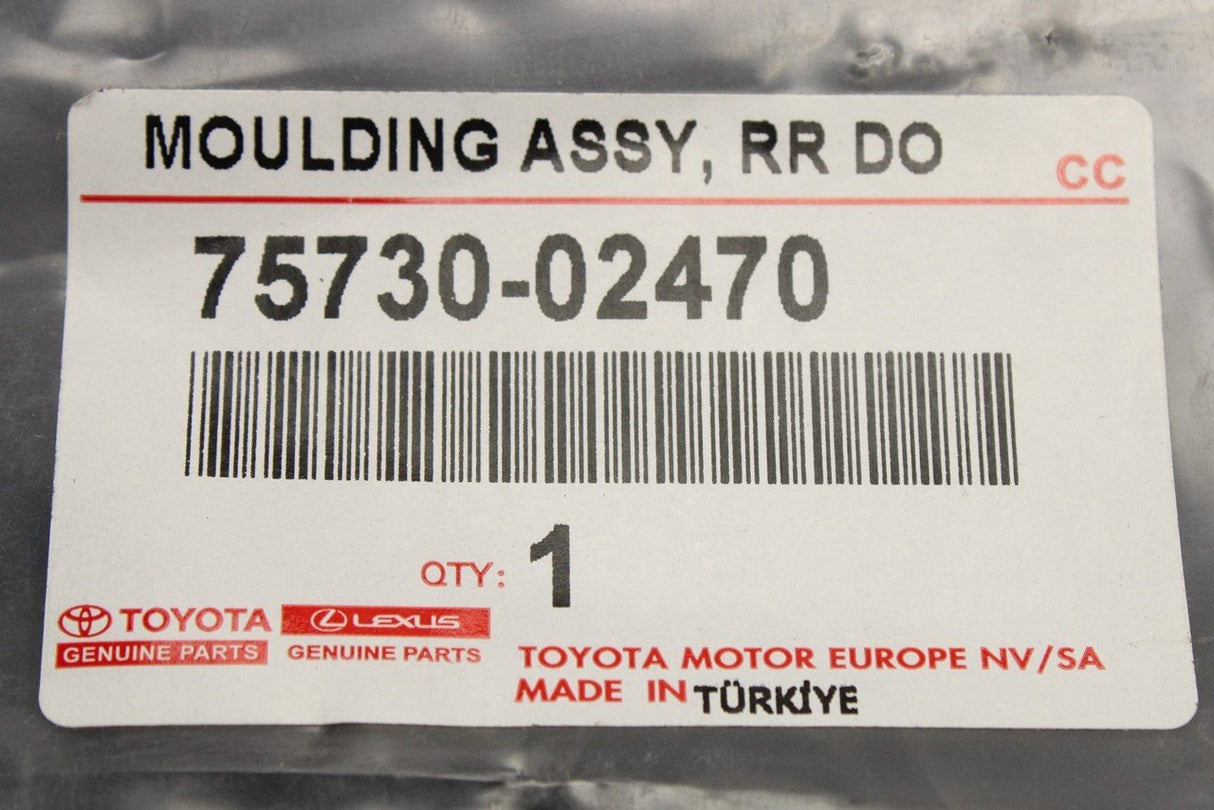 MOULDING ASSY, RR DO
CC
75730-02470
QTY: 1
TOYOTA LEXUS
GENUINE PARTS GENUINE PARTS
TOYOTA MOTOR EUROPE NV/SA
MADE IN TÜRKİYE